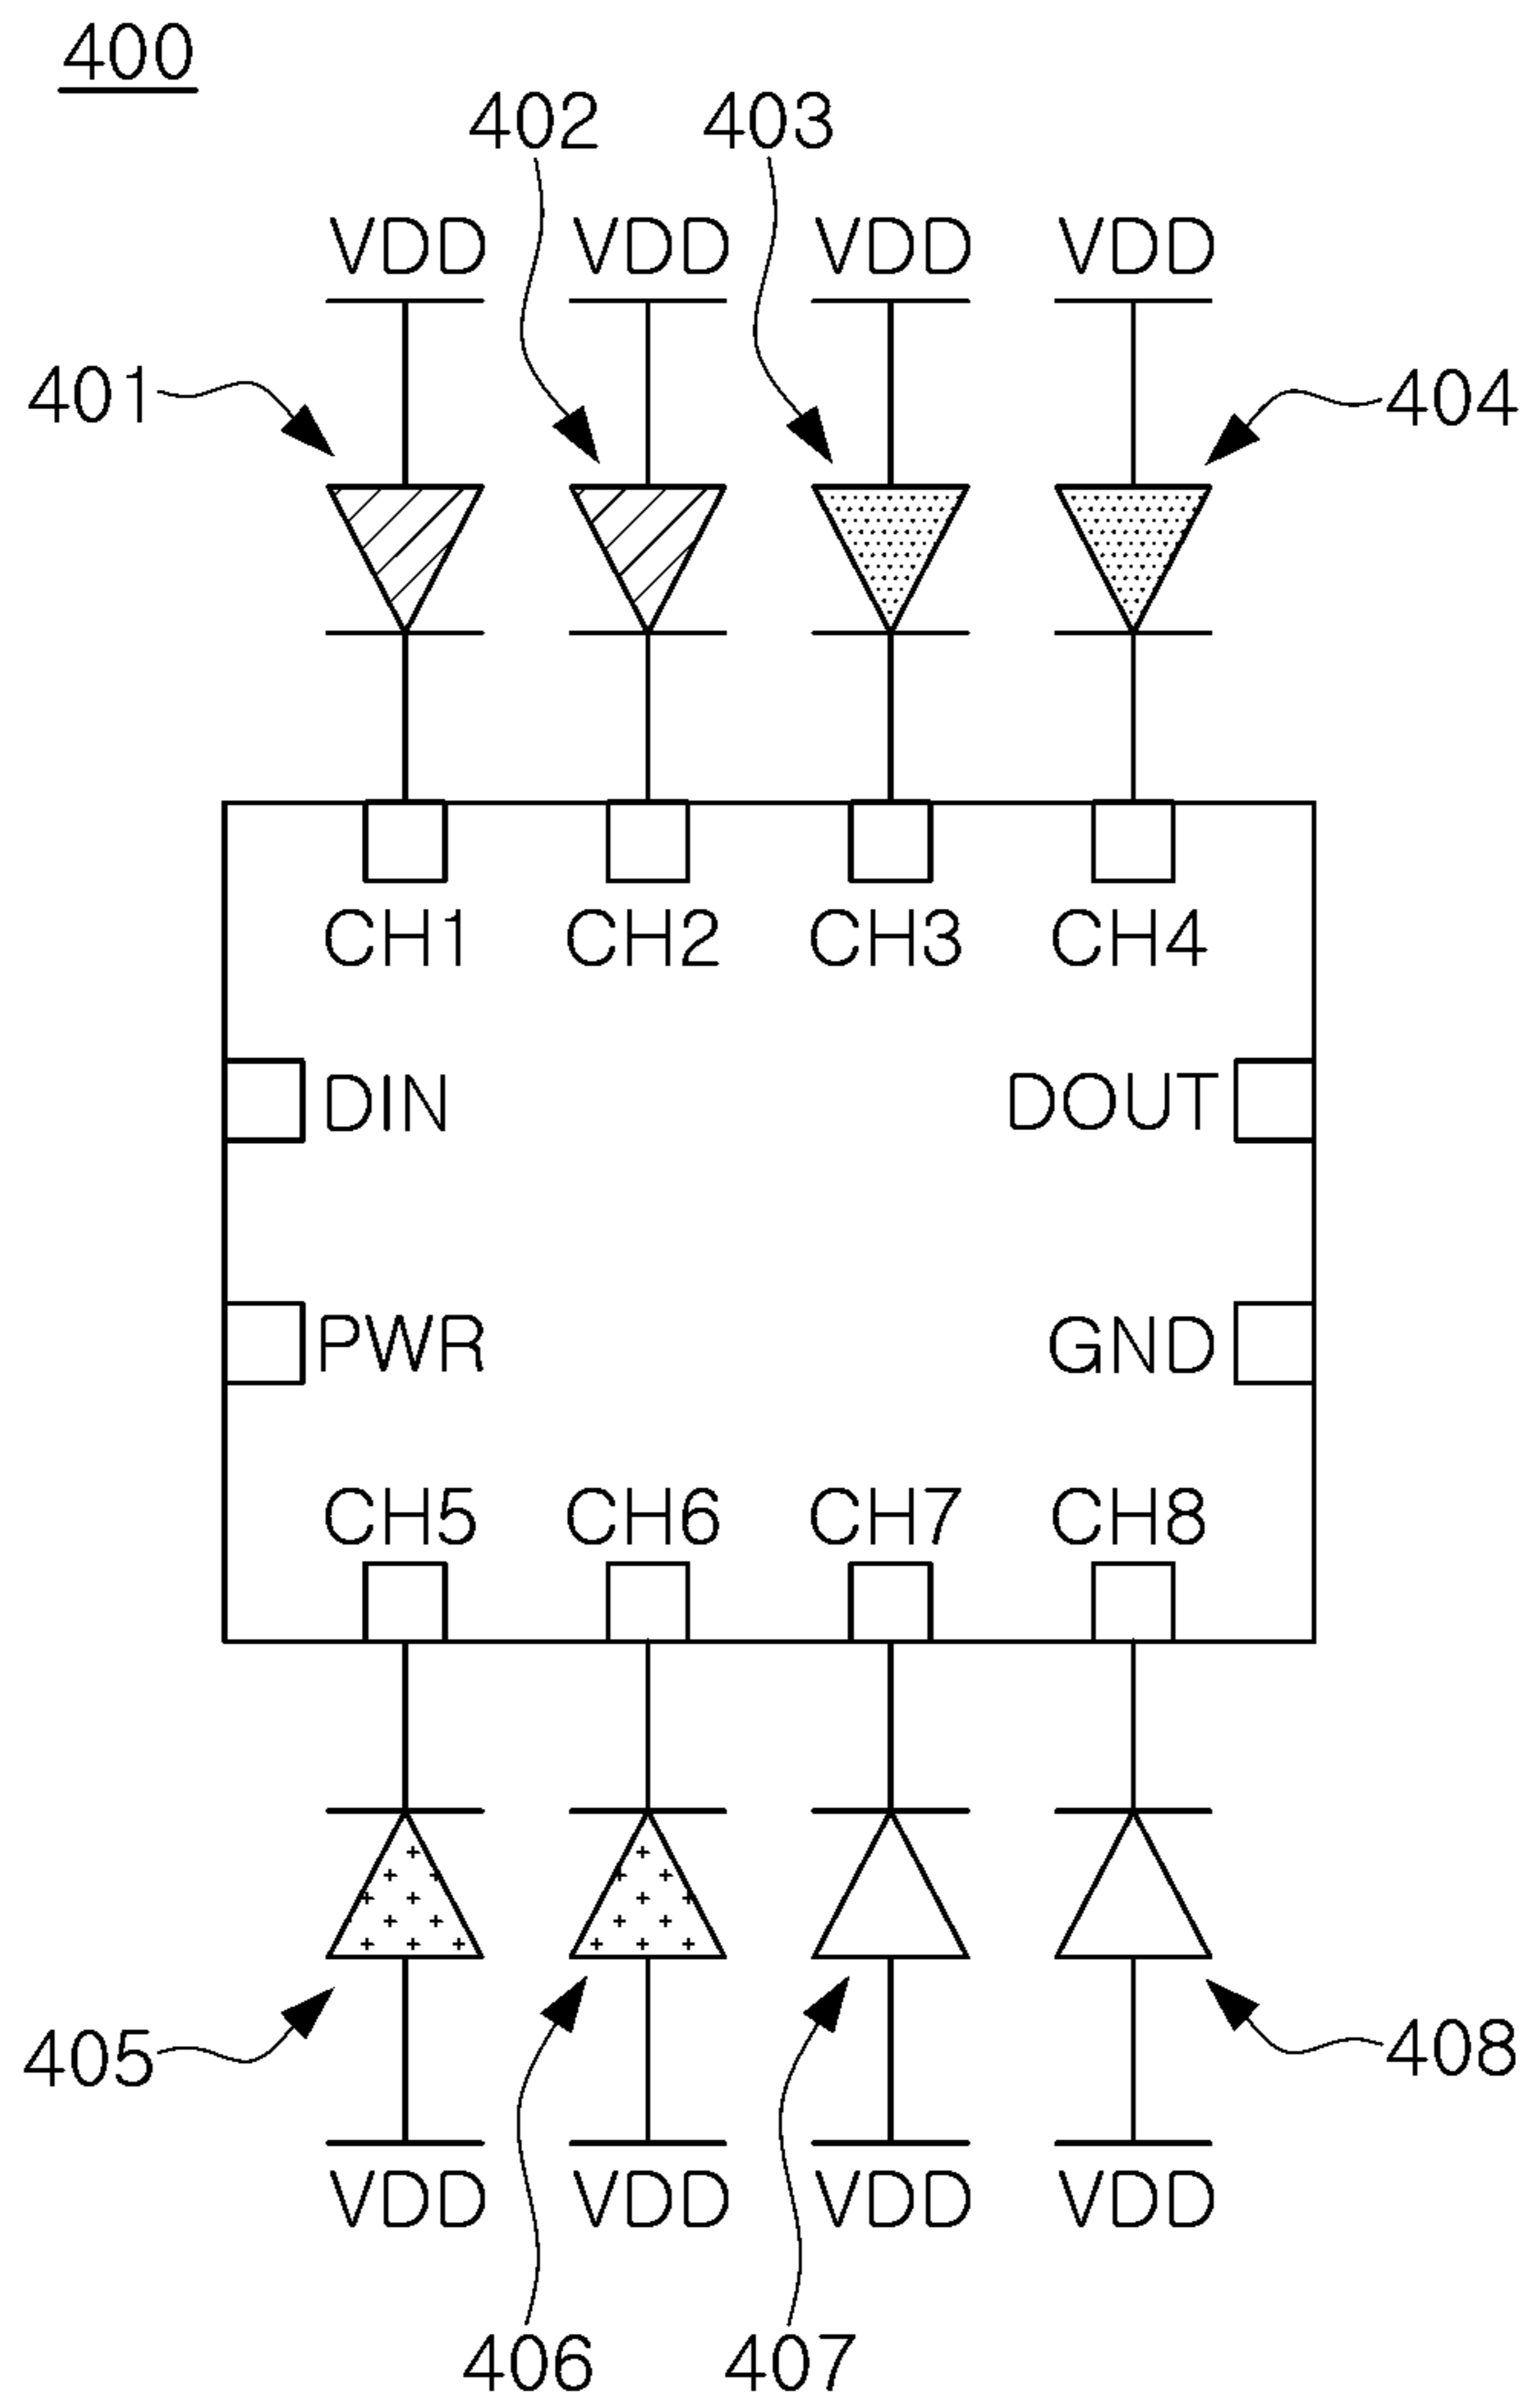 400
402 403
VDD VDD VDD VDD
401 404
CH1 CH2 CH3 CH4
DIN DOUT
PWR GND
CH5 CH6 CH7 CH8
405 408
VDD VDD VDD VDD
406 407